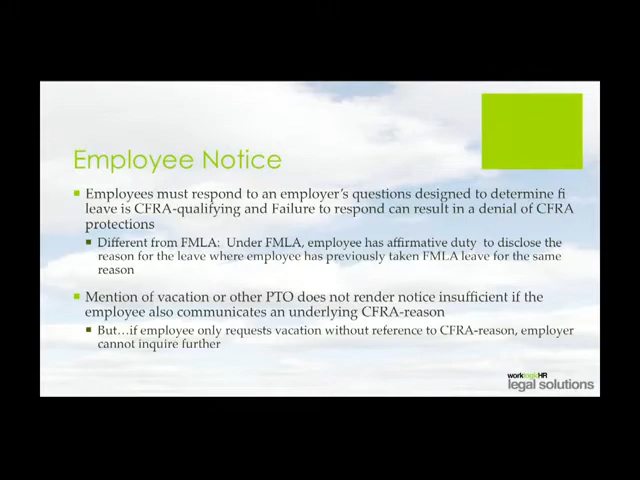 Employee Notice
Employees must respond to an employer's questions designed to determine fi
leave is CFRA-qualifying and Failure to respond can result in a denial of CFRA
protections
Different from FMLA: Under FMLA, employee has affirmative duty to disclose the
reason for the leave where employee has previously taken FMLA leave for the same
reason
Mention of vacation or other PTO does not render notice insufficient if the
employee also communicates an underlying CFRA-reason
But…if employee only requests vacation without reference to CFRA-reason, employer
cannot inquire further
worklogicHR
legal solutions